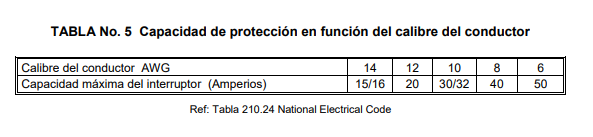 TABLA No. 5 Capacidad de protección en función del calibre del conductor
Calibre del conductor AWG 14 12 10 8 6
Capacidad máxima del interruptor (Amperios) 15/16 20 30/32 40 50
Ref: Tabla 210.24 National Electrical Code